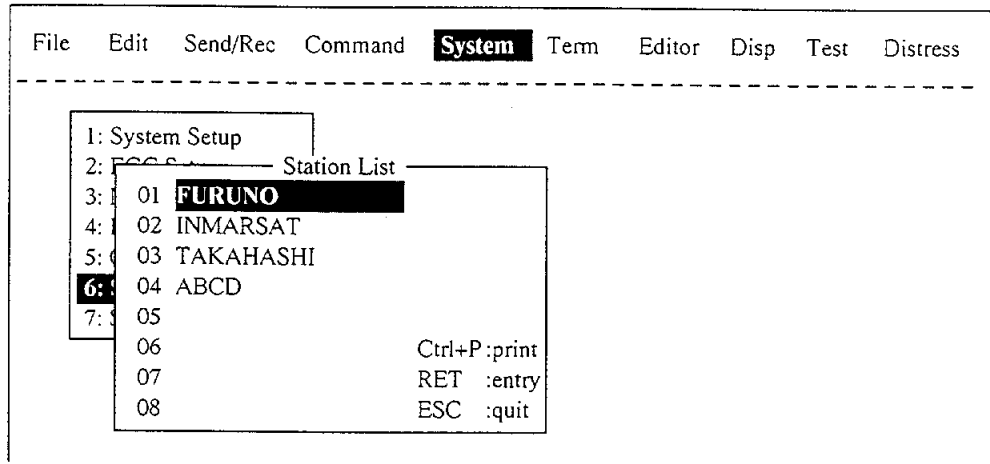 File Edit Send/Rec Command System Term Editor Disp Test Distress
1: System Setup
2:
Station List
3:
01 FURUNO
4:
02 INMARSAT
5:
03 TAKAHASHI
6:
04 ABCD
7:
05
06 Ctrl+P :print
07 RET :entry
08 ESC :quit